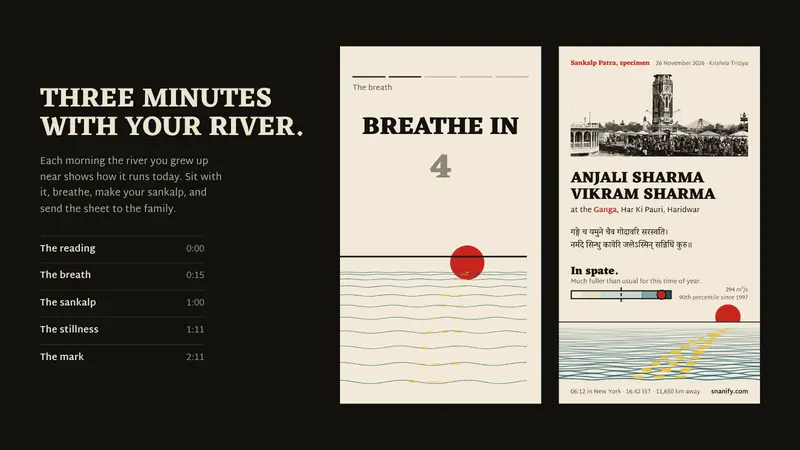 THREE MINUTES
WITH YOUR RIVER.
Each morning the river you grew up
near shows how it runs today. Sit with
it, breathe, make your sankalp, and
send the sheet to the family.
The reading 0:00
The breath 0:15
The sankalp 1:00
The stillness 1:11
The mark 2:11
The breath
BREATHE IN
4
Sankalp Patra, specimen 26 November 2026 · Krishna Tritiya
ANJALI SHARMA
VIKRAM SHARMA
at the Ganga, Har Ki Pauri, Haridwar
गङ्गे च यमुने चैव गोदावरि सरस्वति।
नर्मदे सिन्धु कावेरि जलेऽस्मिन् सन्निधिं कुरु॥
In spate.
Much fuller than usual for this time of year.
294 m³/s
90th percentile since 1997
06:12 in New York · 16:42 IST · 11,650 km away snanify.com